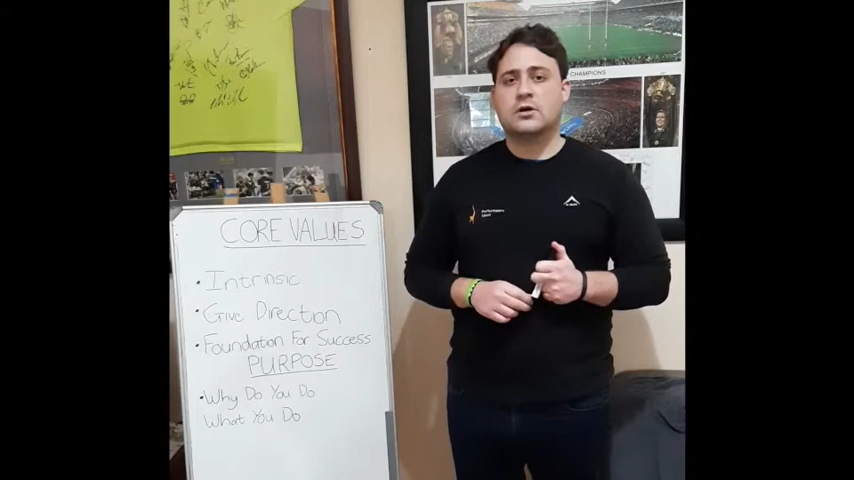 CHAMPIONS
CORE VALUES
• Intrinsic
• Give Direction
• Foundation For Success
PURPOSE
• Why Do You Do
What You Do